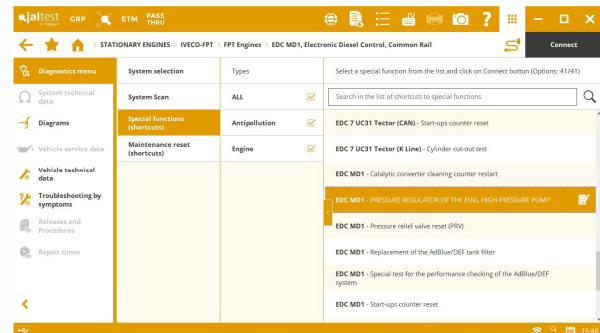 jaltest GRP ETM PASS THRU
STATIONARY ENGINES > IVECO-FPT > FPT Engines > EDC MD1, Electronic Diesel Control, Common Rail
Connect
Diagnostics menu
System technical data
Diagrams
Vehicle service data
Vehicle technical data
Troubleshooting by symptoms
Releases and Procedures
Repair times
System selection
System Scan
Special functions (shortcuts)
Maintenance reset (shortcuts)
Types
ALL
Antipollution
Engine
Select a special function from the list and click on Connect button (Options: 41/41)
Search in the list of shortcuts to special functions
EDC 7 UC31 Tector (CAN) - Start-ups counter reset
EDC 7 UC31 Tector (K Line) - Cylinder cut-out test
EDC MD1 - Catalytic converter cleaning counter restart
EDC MD1 - PRESSURE REGULATOR OF THE FUEL HIGH-PRESSURE PUMP
EDC MD1 - Pressure relief valve reset (PRV)
EDC MD1 - Replacement of the AdBlue/DEF tank filter
EDC MD1 - Special test for the performance checking of the AdBlue/DEF
system
EDC MD1 - Start-ups counter reset
16:44